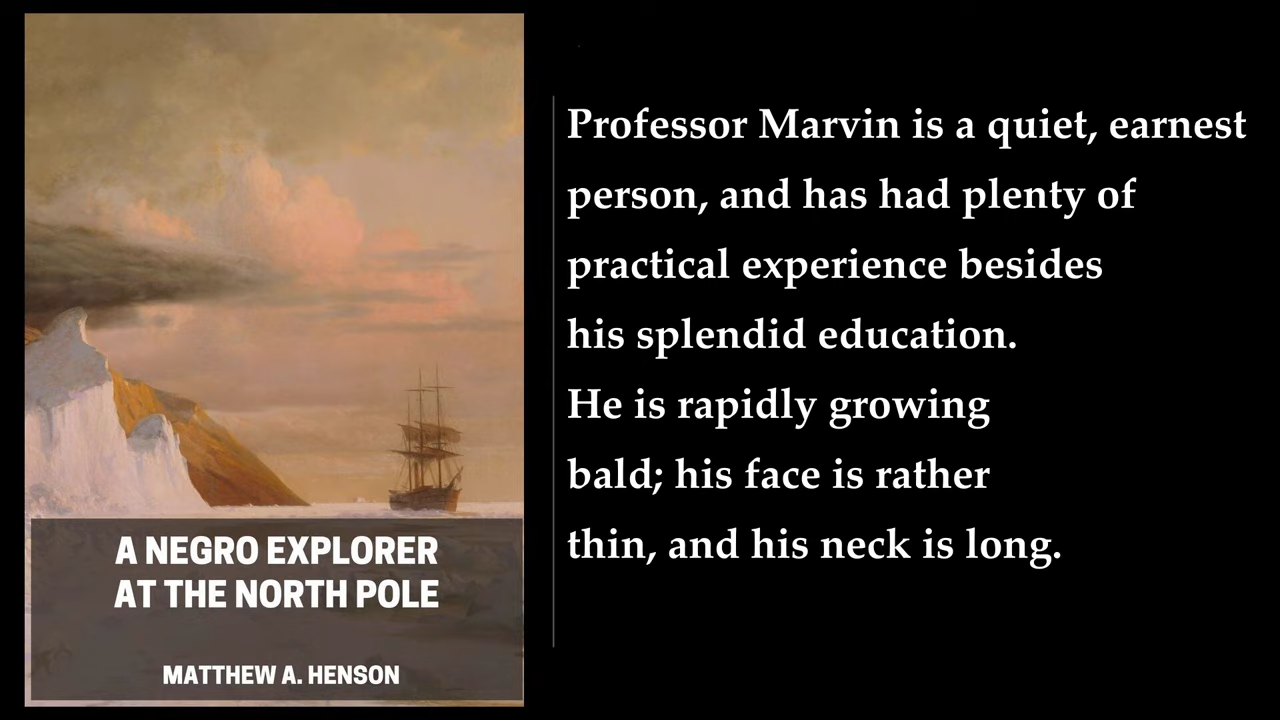 A NEGRO EXPLORER
AT THE NORTH POLE
MATTHEW A. HENSON
Professor Marvin is a quiet, earnest
person, and has had plenty of
practical experience besides
his splendid education.
He is rapidly growing
bald; his face is rather
thin, and his neck is long.